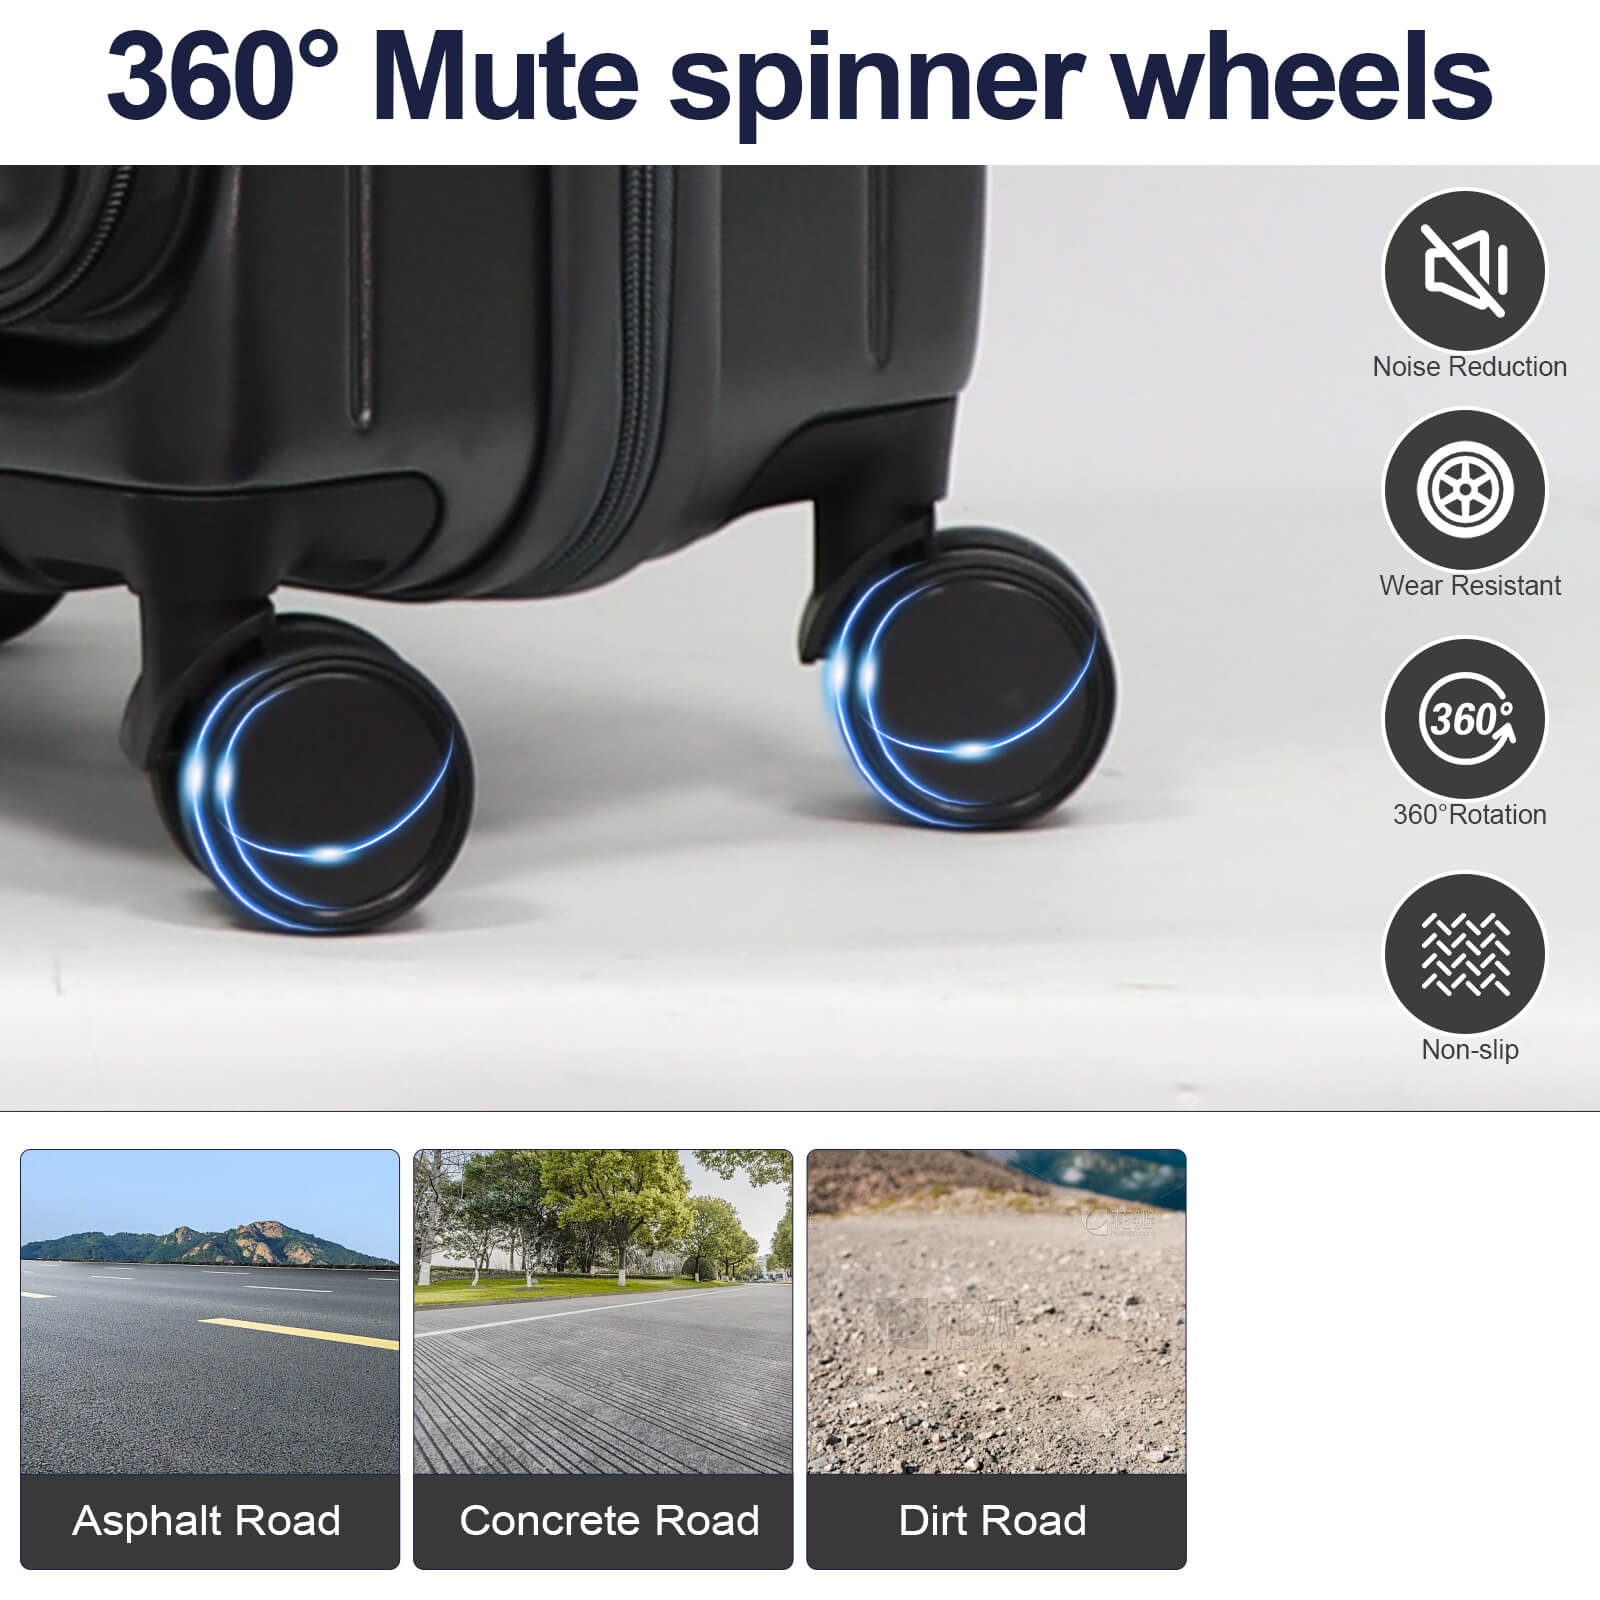 360° Mute spinner wheels
Noise Reduction
Wear Resistant
360°
360°Rotation
Non-slip
Asphalt Road
Concrete Road
Dirt Road